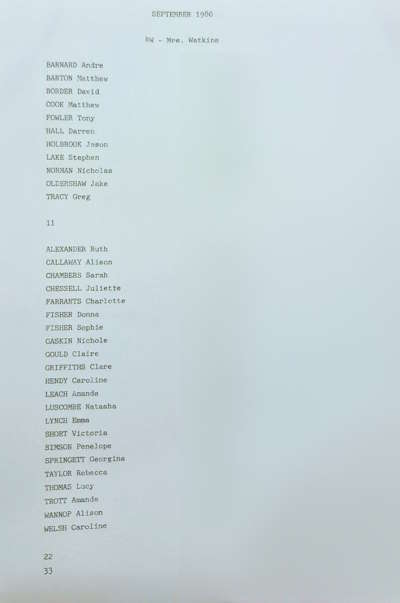 SEPTEMBER 1986
RW - Mrs. Watkins
BARNARD Andre
BARTON Matthew
BORDER David
COOK Matthew
FOWLER Tony
HALL Darren
HOLBROOK Jason
LAKE Stephen
NORMAN Nicholas
OLDERSHAW Jake
TRACY Greg
11
ALEXANDER Ruth
CALLAWAY Alison
CHAMBERS Sarah
CHESSELL Juliette
FARRANTS Charlotte
FISHER Donna
FISHER Sophie
GASKIN Nichole
GOULD Claire
GRIFFITHS Clare
HENDY Caroline
LEACH Amanda
LUSCOMBE Natasha
LYNCH Emma
SHORT Victoria
SIMSON Penelope
SPRINGETT Georgina
TAYLOR Rebecca
THOMAS Lucy
TROTT Amanda
WANNOP Alison
WELSH Caroline
22
33